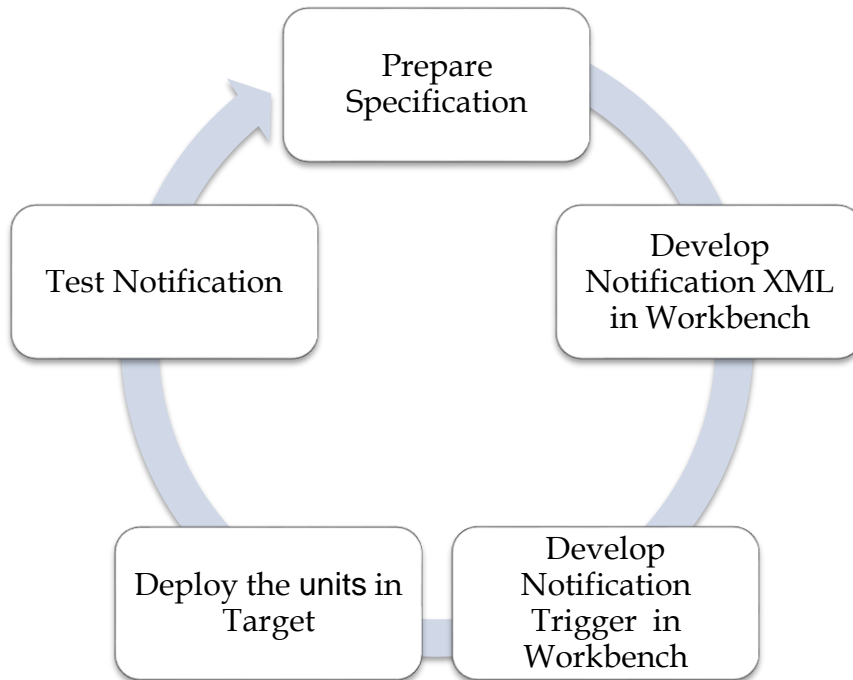 Prepare
Specification
Develop
Notification XML
in Workbench
Develop
Notification
Trigger in
Workbench
Deploy the units in
Target
Test Notification